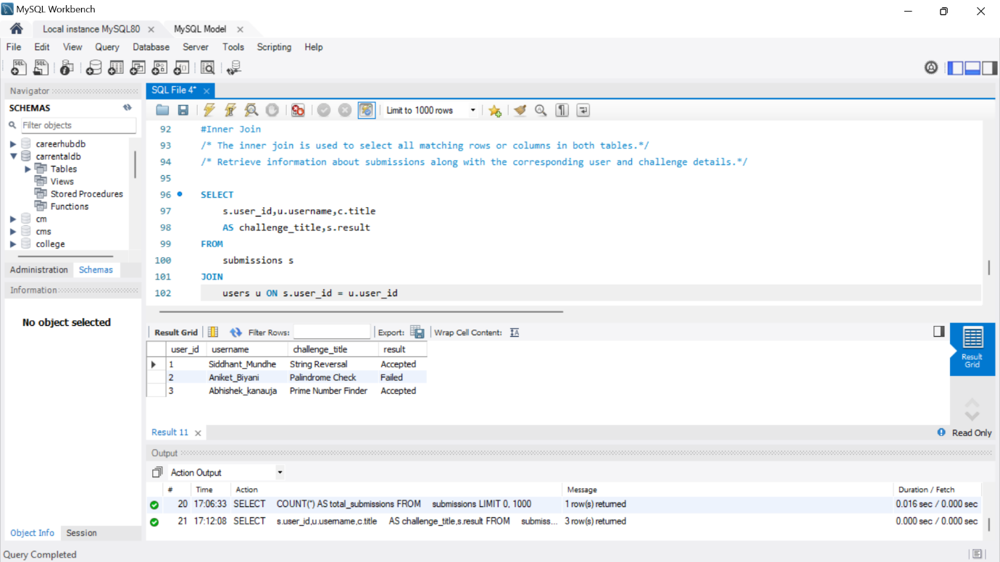 MySQL Workbench
Local instance MySQL80
MySQL Model
File Edit View Query Database Server Tools Scripting Help
Navigator
SCHEMAS
Filter objects
careerhubdb
carrentaldb
Tables
Views
Stored Procedures
Functions
cm
cms
college
Administration Schemas
Information
No object selected
Object Info Session
SQL File 4*
Limit to 1000 rows
92 #Inner Join
93 /* The inner join is used to select all matching rows or columns in both tables.*/
94 /* Retrieve information about submissions along with the corresponding user and challenge details.*/
95
96 SELECT
97 s.user_id,u.username,c.title
98 AS challenge_title,s.result
99 FROM
100 submissions s
101 JOIN
102 users u ON s.user_id = u.user_id
Result Grid Filter Rows: Export: Wrap Cell Content:
user_id username challenge_title result
1 Siddhant_Mundhe String Reversal Accepted
2 Aniket_Biyani Palindrome Check Failed
3 Abhishek_kanauja Prime Number Finder Accepted
Result
Grid
Result 11
Read Only
Output
Action Output
# Time Action Message Duration / Fetch
20 17:06:33 SELECT COUNT(*) AS total_submissions FROM submissions LIMIT 0, 1000 1 row(s) returned 0.016 sec / 0.000 sec
21 17:12:08 SELECT s.user_id,u.username,c.title AS challenge_title,s.result FROM submiss... 3 row(s) returned 0.000 sec / 0.000 sec
Query Completed